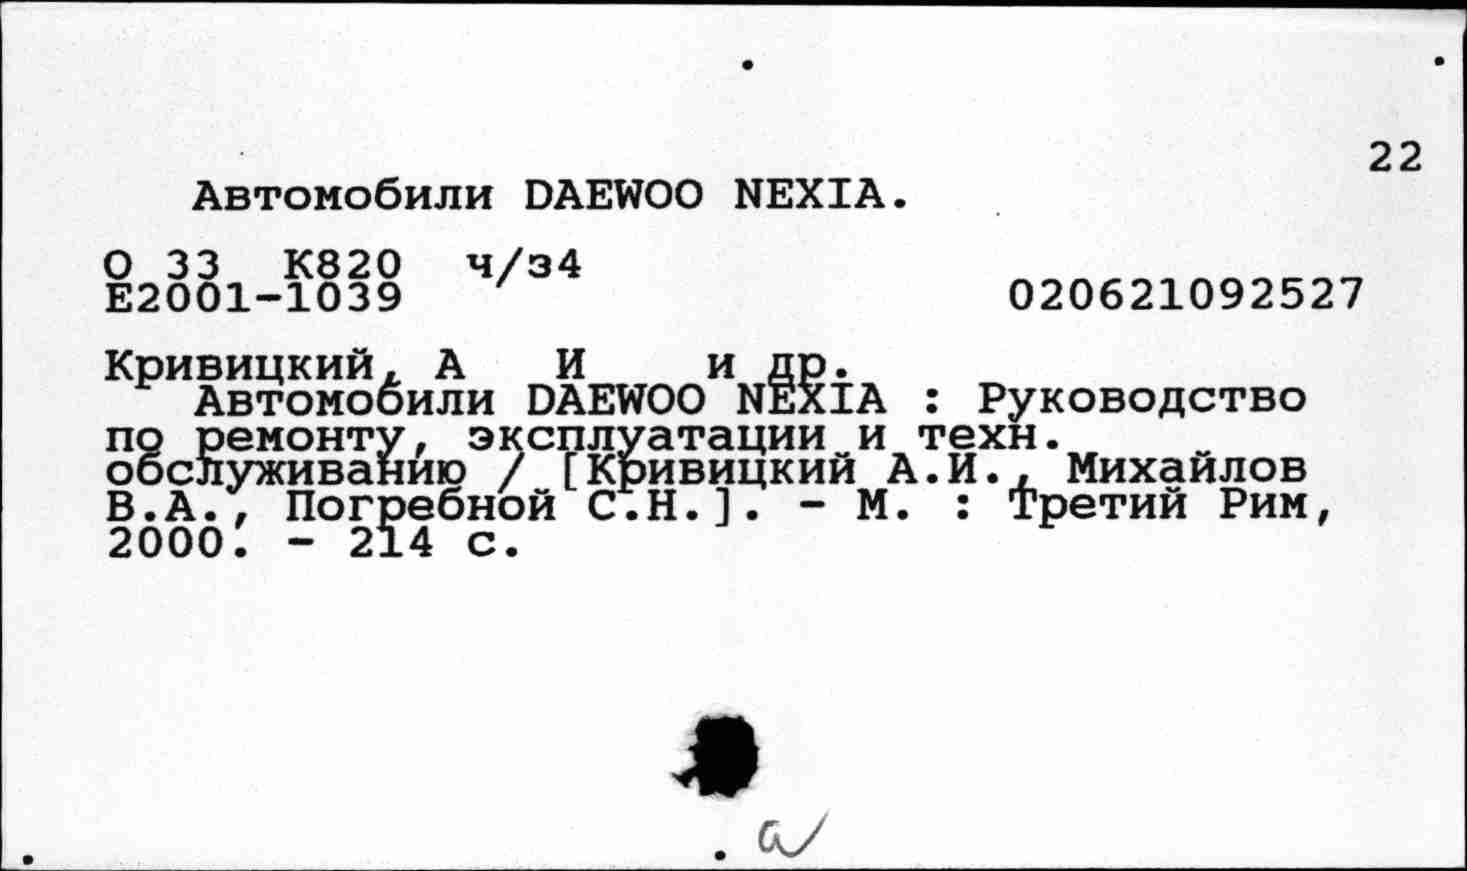 22
Автомобили DAEWOO NEXIA.
О 33 К820 ч/з4
Е2001-1039
020621092527
Кривицкий, А И и др.
Автомобили DAEWOO NEXIA : Руководство
по ремонту, эксплуатации и техн.
обслуживанию / [Кривицкий А.И., Михайлов
В.А., Погребной С.Н.]. - М. : Третий Рим,
2000. - 214 с.